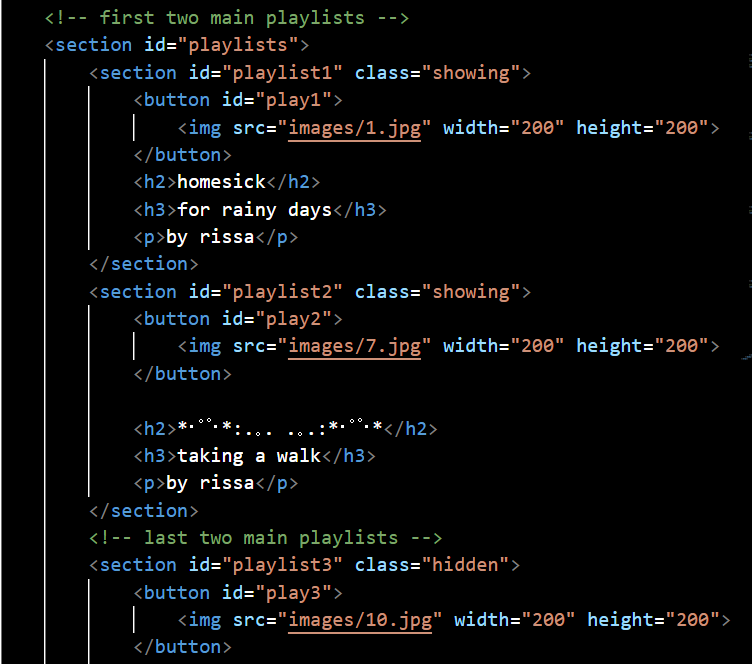 <!-- first two main playlists -->
<section id="playlists">
<section id="playlist1" class="showing">
<button id="play1">
<img src="images/1.jpg" width="200" height="200">
</button>
<h2>homesick</h2>
<h3>for rainy days</h3>
<p>by rissa</p>
</section>
<section id="playlist2" class="showing">
<button id="play2">
<img src="images/7.jpg" width="200" height="200">
</button>
<h2>*·˚˚·*:.。. .。.:*·˚˚·*</h2>
<h3>taking a walk</h3>
<p>by rissa</p>
</section>
<!-- last two main playlists -->
<section id="playlist3" class="hidden">
<button id="play3">
<img src="images/10.jpg" width="200" height="200">
</button>